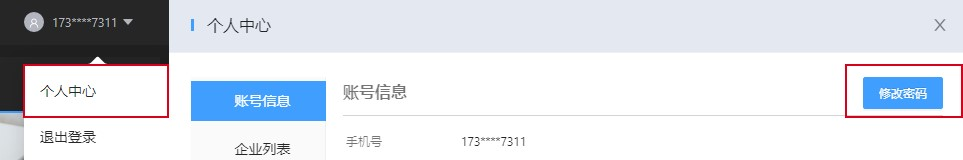 173****7311
个人中心
退出登录
个人中心
账号信息
企业列表
账号信息
修改密码
手机号 173****7311